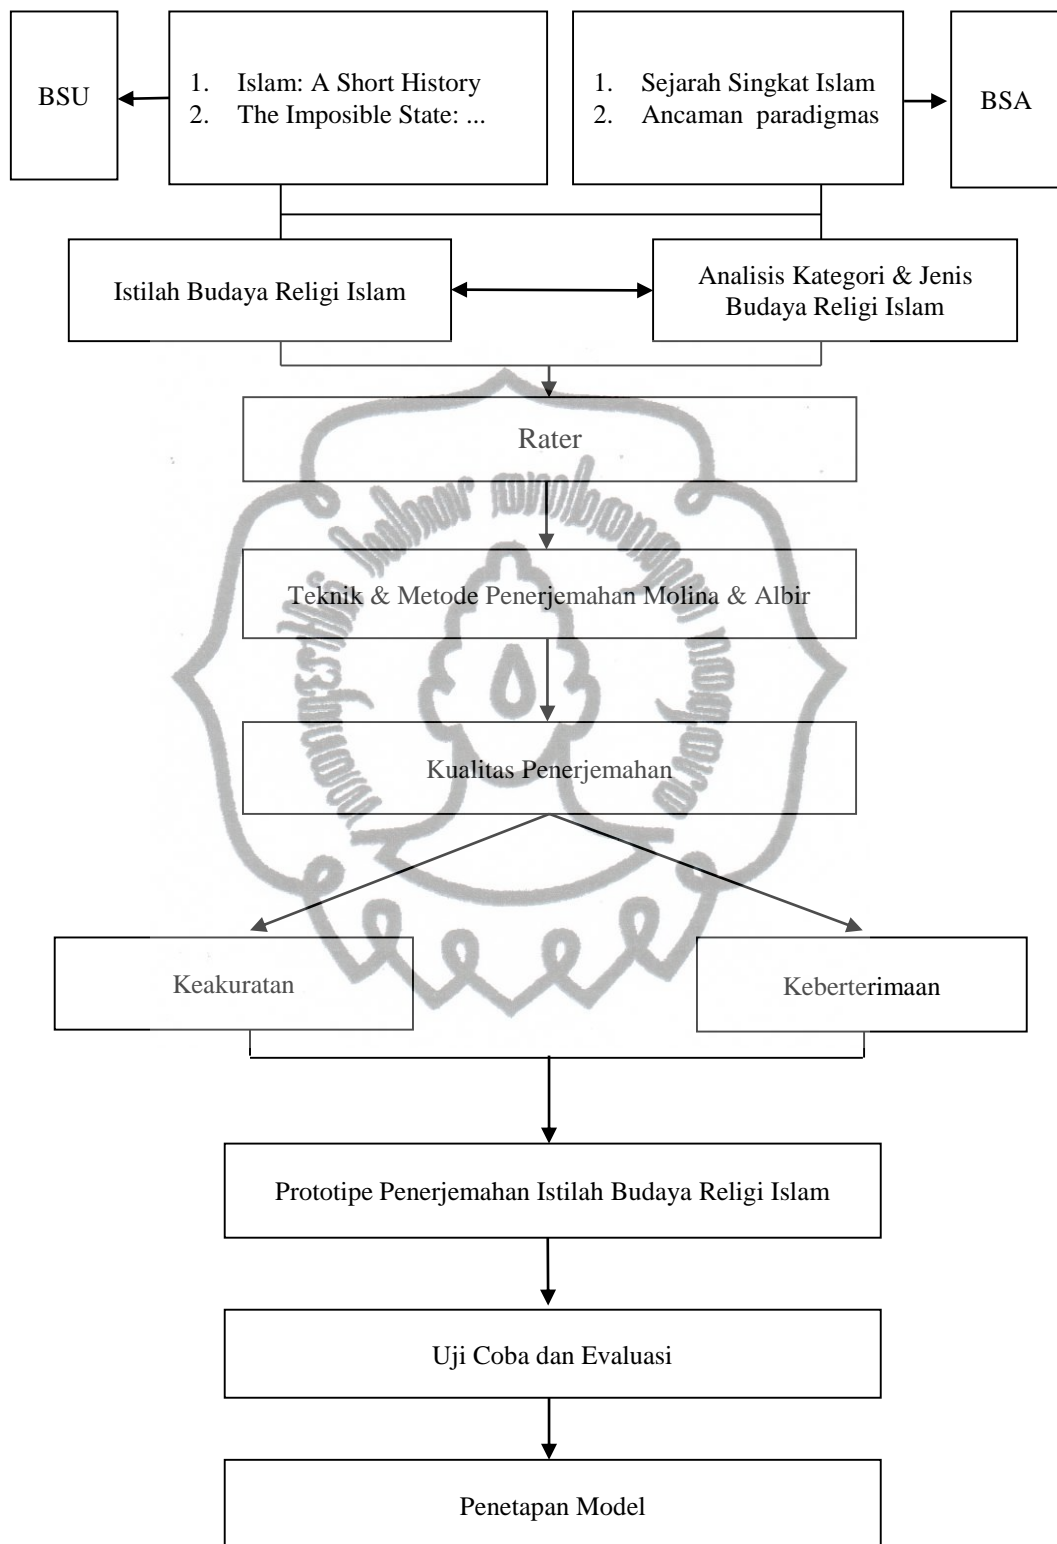 BSU
1. Islam: A Short History
2. The Imposible State: ...
1. Sejarah Singkat Islam
2. Ancaman paradigmas
BSA
Istilah Budaya Religi Islam
Analisis Kategori & Jenis
Budaya Religi Islam
Rater
Teknik & Metode Penerjemahan Molina & Albir
Kualitas Penerjemahan
Keakuratan
Keberterimaan
Prototipe Penerjemahan Istilah Budaya Religi Islam
Uji Coba dan Evaluasi
Penetapan Model